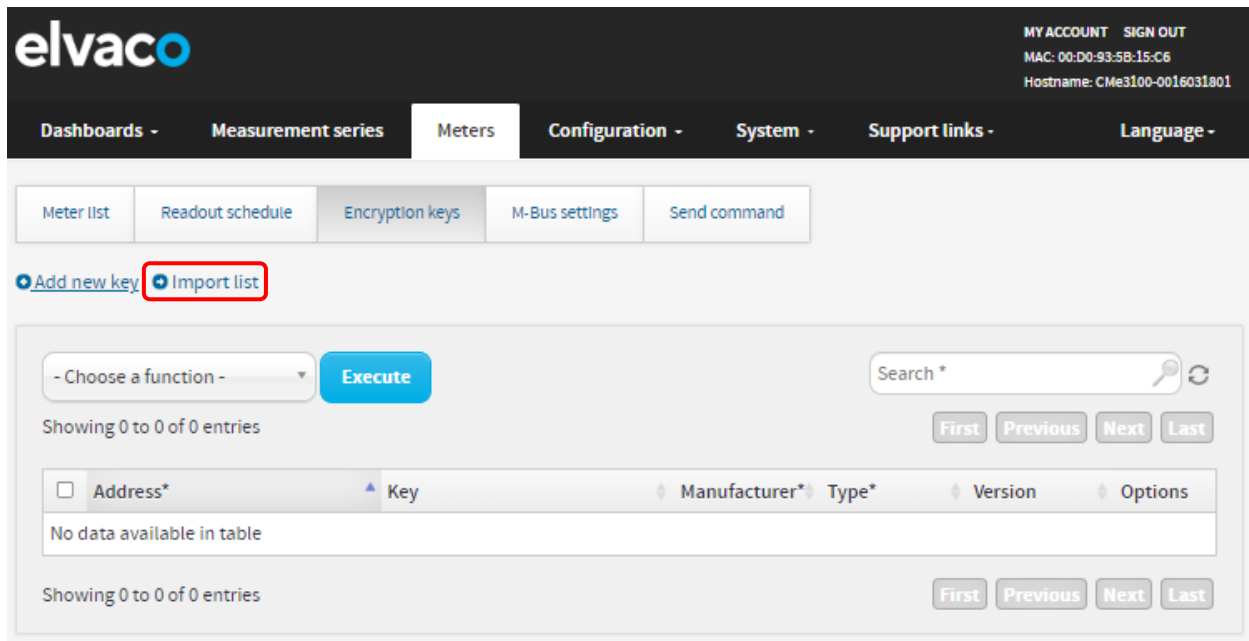 elvaco
MY ACCOUNT SIGN OUT
MAC: 00:D0:93:5B:15:C6
Hostname: CMe3100-0016031801
Dashboards Measurement series Meters Configuration System Support links Language
Meter list Readout schedule Encryption keys M-Bus settings Send command
Add new key Import list
- Choose a function - Execute Search *
Showing 0 to 0 of 0 entries First Previous Next Last
Address* Key Manufacturer* Type* Version Options
No data available in table
Showing 0 to 0 of 0 entries First Previous Next Last